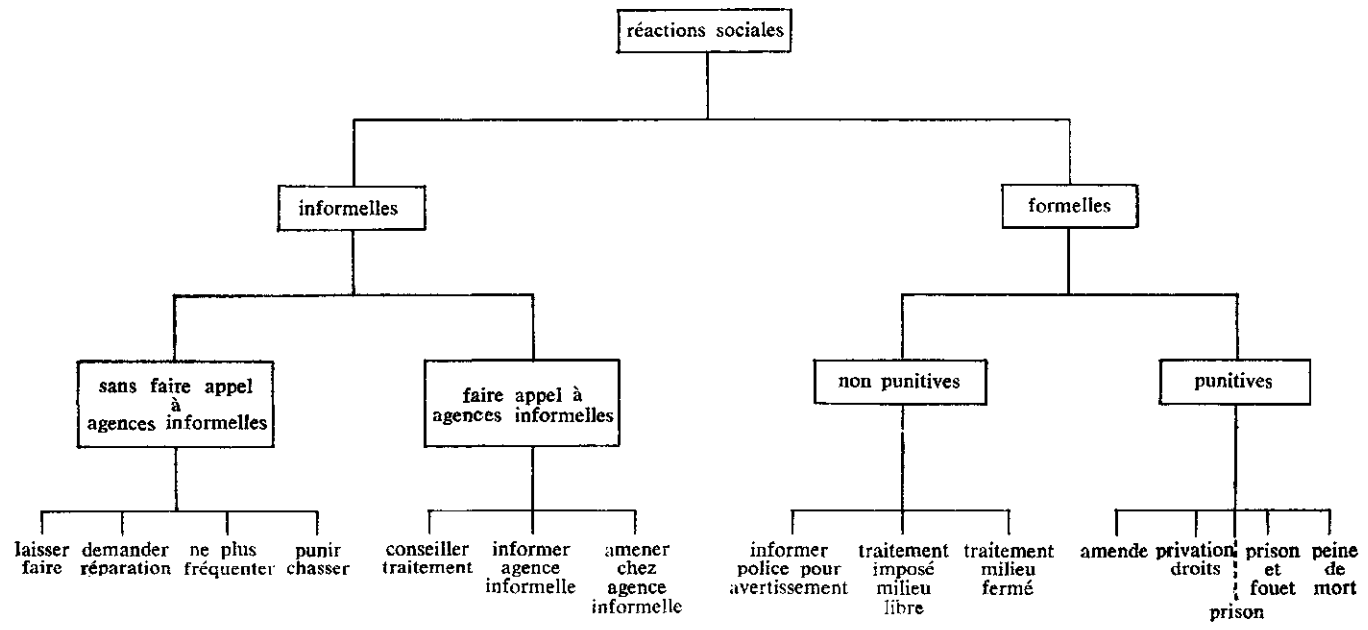 réactions sociales
informelles
formelles
sans faire appel
à
agences informelles
faire appel à
agences informelles
non punitives
punitives
laisser
faire
demander
réparation
ne plus
fréquenter
punir
chasser
conseiller
traitement
informer
agence
informelle
amener
chez
agence
informelle
informer
police pour
avertissement
traitement
imposé
milieu
libre
traitement
milieu
fermé
amende
privation
droits
prison
prison
et
fouet
peine
de
mort